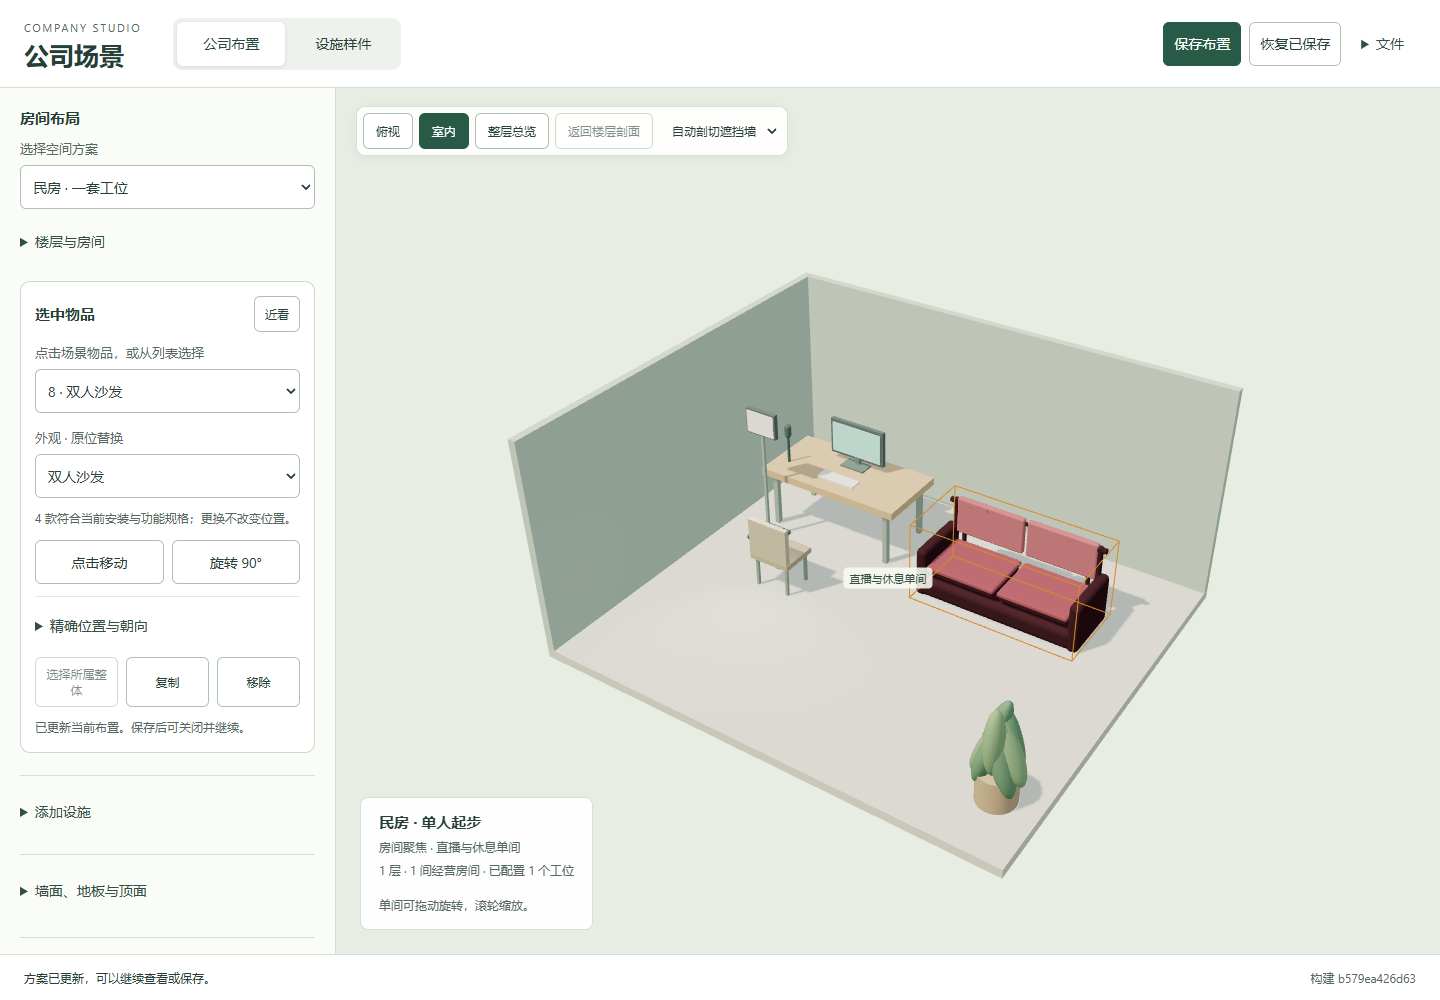 COMPANY STUDIO
公司场景
公司布置
设施样件
保存布置
恢复已保存
▶ 文件
房间布局
选择空间方案
民房 · 一套工位
▶ 楼层与房间
选中物品
近看
点击场景物品，或从列表选择
8 · 双人沙发
外观 · 原位替换
双人沙发
4 款符合当前安装与功能规格；更换不改变位置。
点击移动
旋转 90°
▶ 精确位置与朝向
选择所属整
体
复制
移除
已更新当前布置。保存后可关闭并继续。
▶ 添加设施
▶ 墙面、地板与顶面
俯视
室内
整层总览
返回楼层剖面
自动剖切遮挡墙
直播与休息单间
民房 · 单人起步
房间聚焦 · 直播与休息单间
1 层 · 1 间经营房间 · 已配置 1 个工位
单间可拖动旋转，滚轮缩放。
方案已更新，可以继续查看或保存。
构建 b579ea426d63